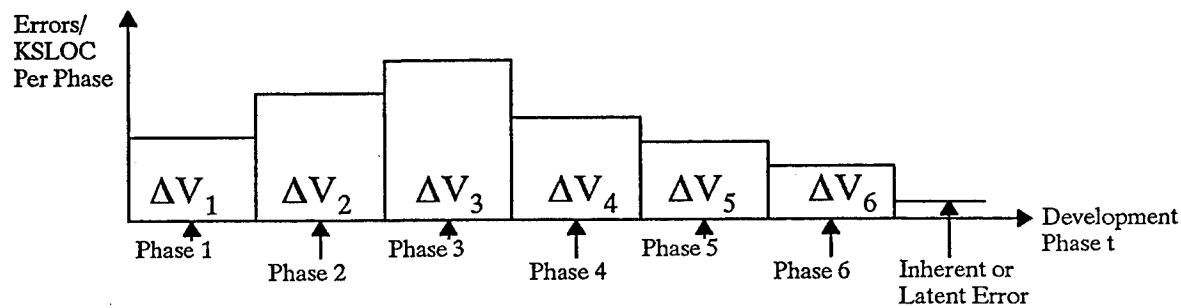 Errors/
KSLOC
Per Phase
ΔV1
ΔV2
ΔV3
ΔV4
ΔV5
ΔV6
Development
Phase t
Phase 1
Phase 2
Phase 3
Phase 4
Phase 5
Phase 6
Inherent or
Latent Error